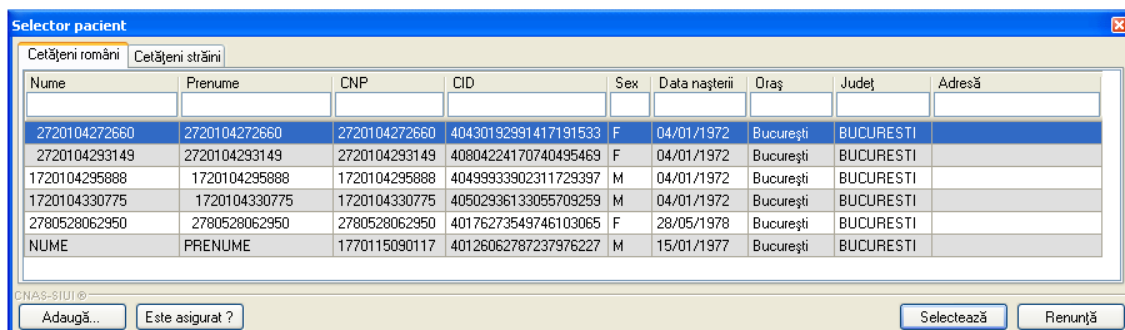 Selector pacient
Cetăţeni români Cetăţeni străini
Nume Prenume CNP CID Sex Data naşterii Oraş Judeţ Adresă
2720104272660 2720104272660 2720104272660 40430192991417191533 F 04/01/1972 Bucureşti BUCURESTI
2720104293149 2720104293149 2720104293149 40804224170740495469 F 04/01/1972 Bucureşti BUCURESTI
1720104295888 1720104295888 1720104295888 40499933902311729397 M 04/01/1972 Bucureşti BUCURESTI
1720104330775 1720104330775 1720104330775 40502936133055709259 M 04/01/1972 Bucureşti BUCURESTI
2780528062950 2780528062950 2780528062950 40176273549746103065 F 28/05/1978 Bucureşti BUCURESTI
NUME PRENUME 1770115090117 40126062787237976227 M 15/01/1977 Bucureşti BUCURESTI
CNAS-SIUI ®
Adaugă... Este asigurat ? Selectează Renunţă